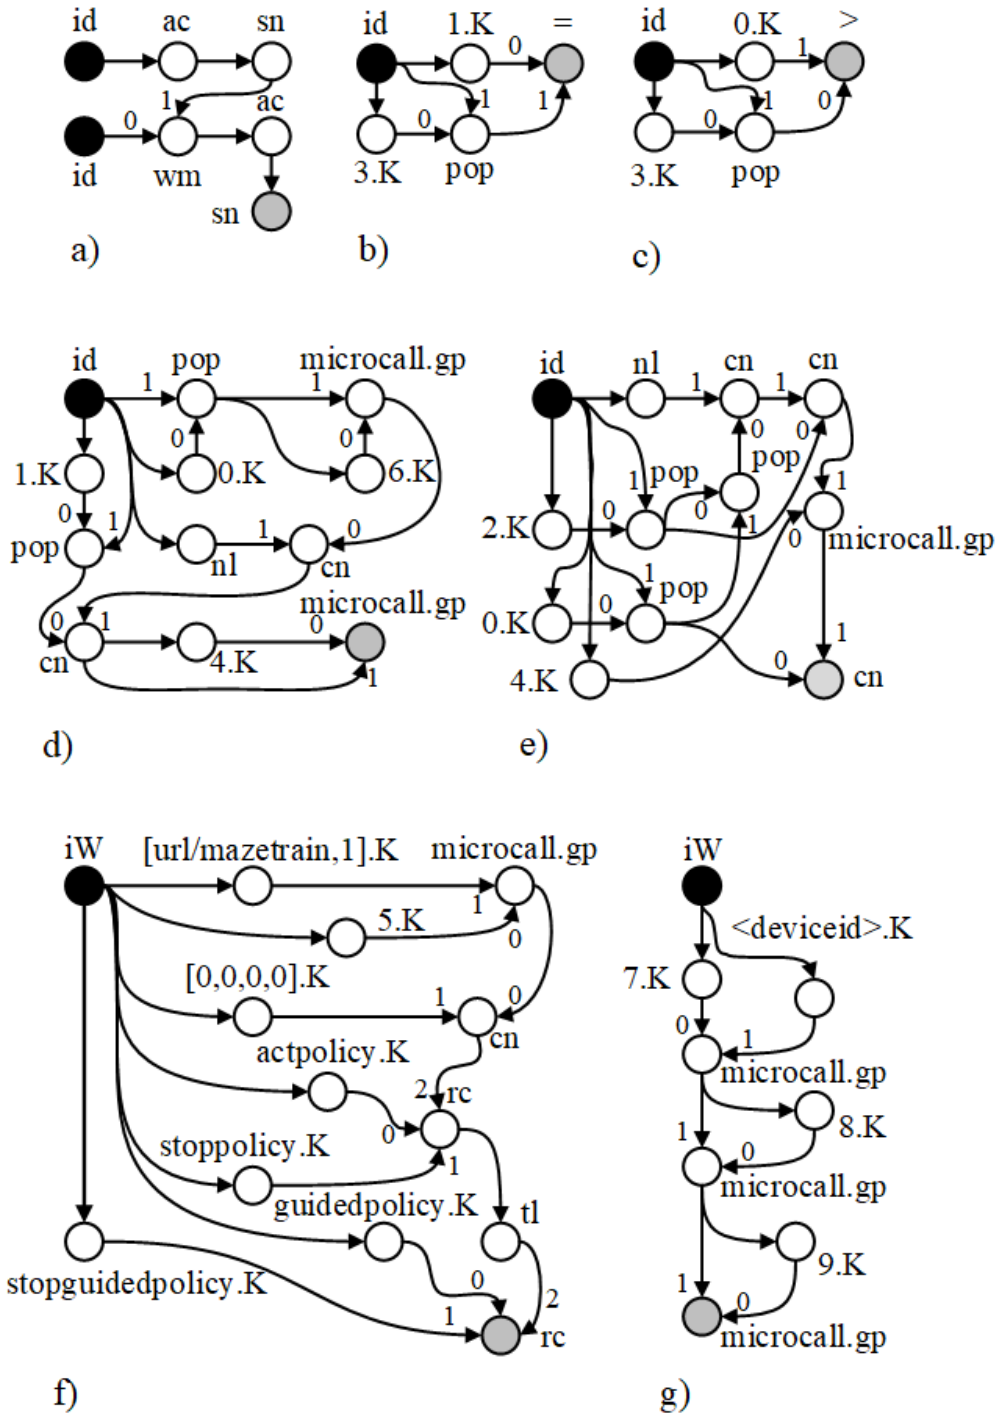 id ac sn
1 ac
0
id wm
sn
a)
id 1.K =
0
1 1
0
3.K pop
b)
id 0.K >
1
1 0
0
3.K pop
c)
id pop microcall.gp
1 1
0 0
1.K 0.K 6.K
0 1 1 0
pop nl cn
microcall.gp
0 1 0
cn 4.K
1
d)
id nl cn cn
1 1
0 0
pop pop 1
1
2.K 0 0 1 0 microcall.gp
1 pop
0.K 0
1
0
4.K cn
e)
iW [url/mazetrain,1].K microcall.gp
1
5.K
0
[0,0,0,0].K
1 0
cn
actpolicy.K
2 rc
0
stoppolicy.K
1
guidedpolicy.K
tl
stopguidedpolicy.K
0
2
1
rc
f)
iW
<deviceid>.K
7.K
0 1
microcall.gp
8.K
1 0
microcall.gp
9.K
1 0
microcall.gp
g)